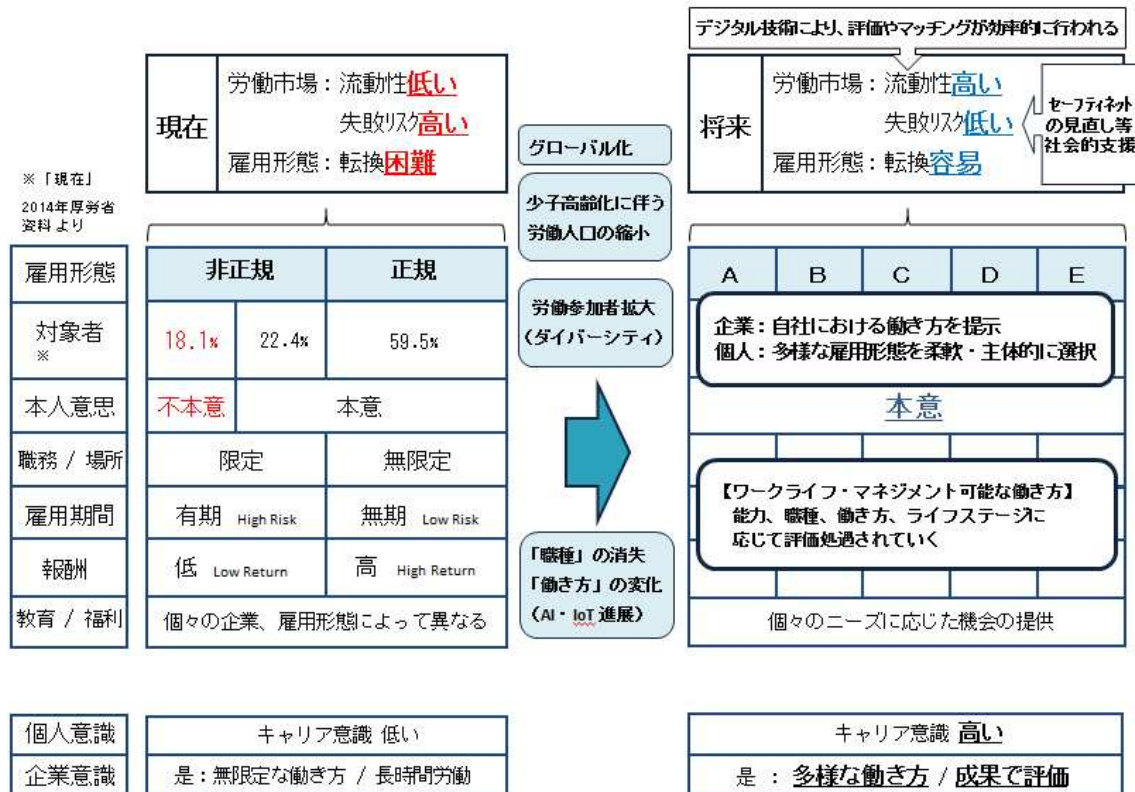 デジタル技術により、評価やマッチングが効率的に行われる
現在
労働市場：流動性低い
失敗リスク高い
雇用形態：転換困難
将来
労働市場：流動性高い
失敗リスク低い
雇用形態：転換容易
セーフティネット
の見直し等
社会的支援
※「現在」
2014年厚労省
資料より
グローバル化
少子高齢化に伴う
労働人口の縮小
労働参加者拡大
（ダイバーシティ）
「職種」の消失
「働き方」の変化
（AI・IoT進展）
雇用形態 非正規 正規 A B C D E
対象者
※
18.1% 22.4% 59.5%
企業：自社における働き方を提示
個人：多様な雇用形態を柔軟・主体的に選択
本人意思 不本意 本意 本意
職務 / 場所 限定 無限定
雇用期間 有期 High Risk 無期 Low Risk
【ワークライフ・マネジメント可能な働き方】
能力、職種、働き方、ライフステージに
応じて評価処遇されていく
報酬 低 Low Return 高 High Return
教育 / 福利 個々の企業、雇用形態によって異なる 個々のニーズに応じた機会の提供
個人意識 キャリア意識 低い キャリア意識 高い
企業意識 是：無限定な働き方 / 長時間労働 是 ： 多様な働き方 / 成果で評価